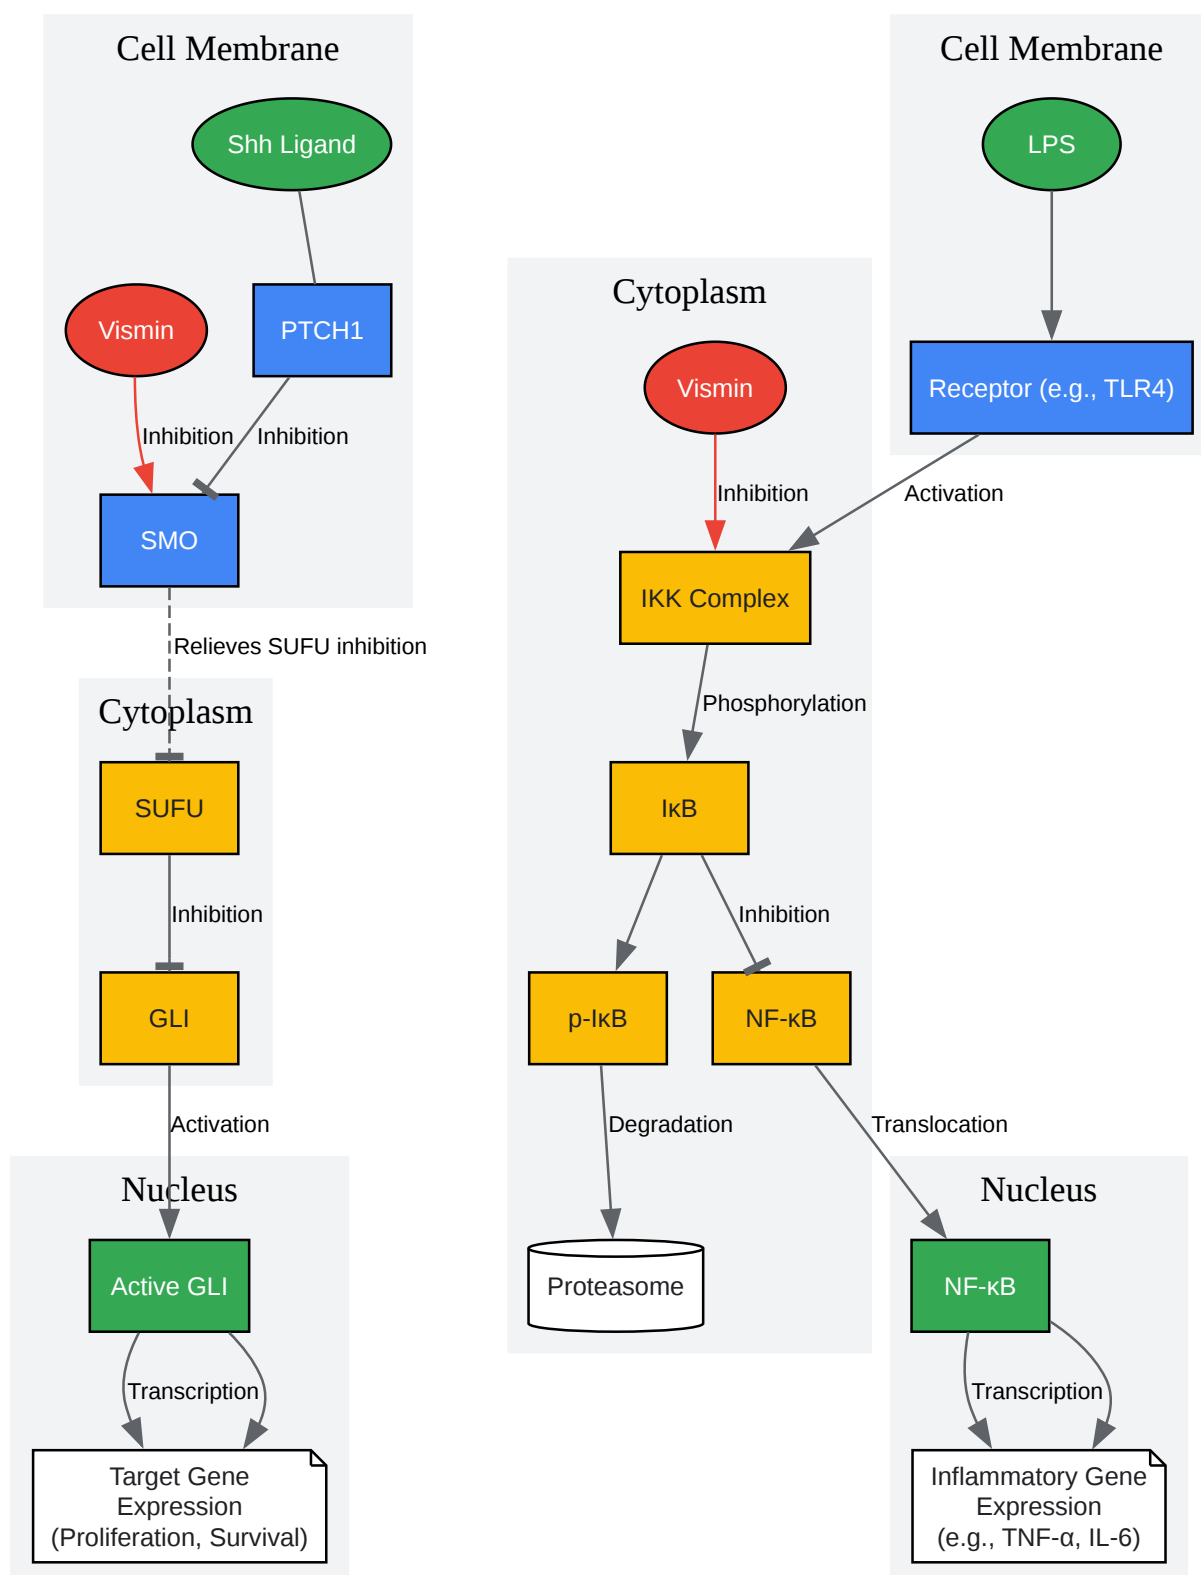 Cell Membrane
Shh Ligand
Vismin
PTCH1
Inhibition
Inhibition
SMO
Relieves SUFU inhibition
Cytoplasm
SUFU
Inhibition
GLI
Activation
Nucleus
Active GLI
Transcription
Target Gene
Expression
(Proliferation, Survival)
Cell Membrane
LPS
Receptor (e.g., TLR4)
Activation
Cytoplasm
Vismin
Inhibition
IKK Complex
Phosphorylation
IκB
Inhibition
p-IκB
NF-κB
Degradation
Translocation
Proteasome
Nucleus
NF-κB
Transcription
Inflammatory Gene
Expression
(e.g., TNF-α, IL-6)